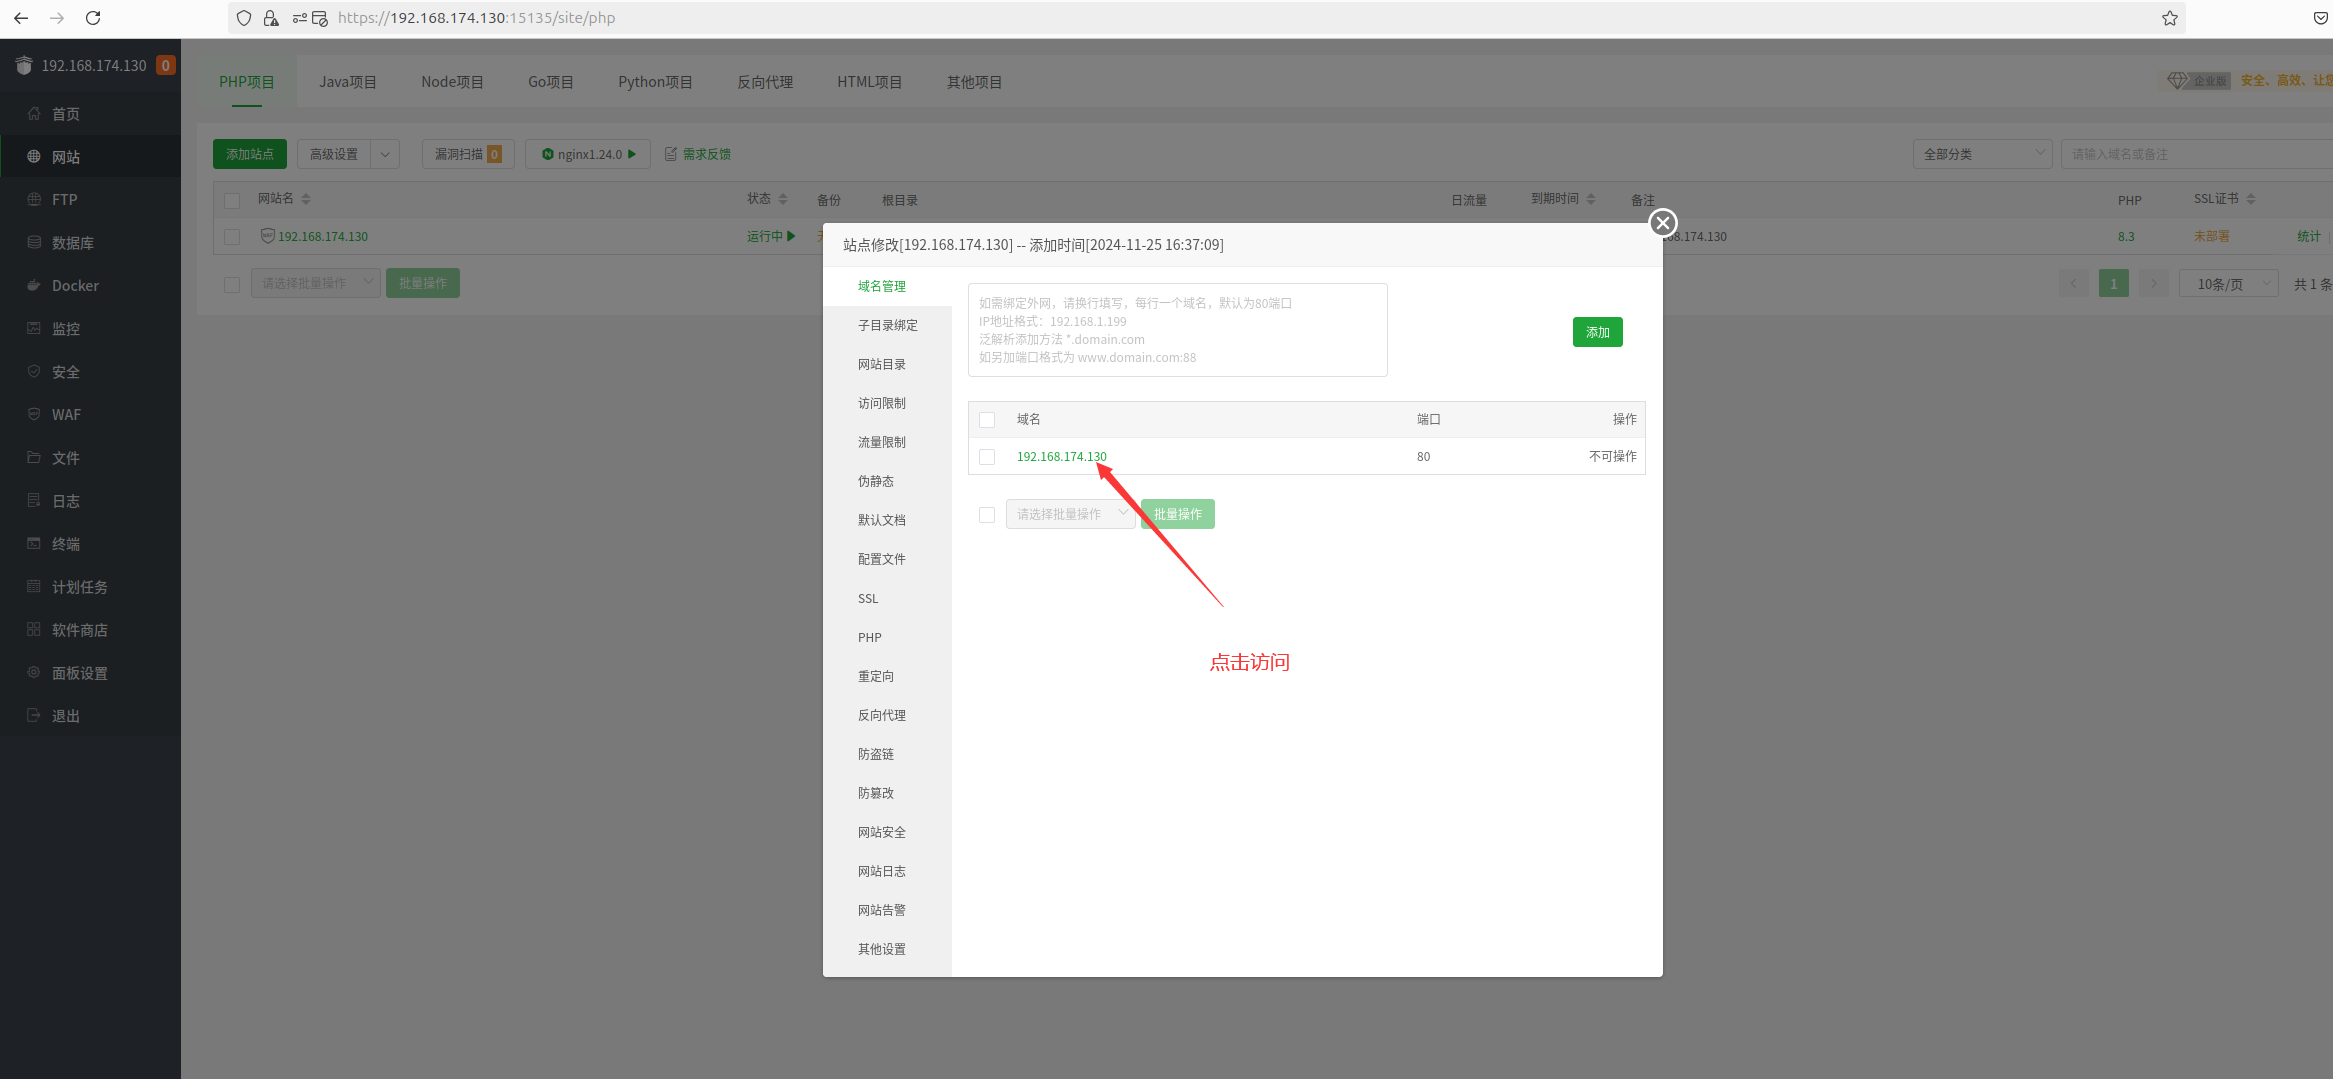 https://192.168.174.130:15135/site/php
192.168.174.130 0
首页
网站
FTP
数据库
Docker
监控
安全
WAF
文件
日志
终端
计划任务
软件商店
面板设置
退出
PHP项目 Java项目 Node项目 Go项目 Python项目 反向代理 HTML项目 其他项目
企业版 安全、高效、让您
添加站点 高级设置 漏洞扫描 0 nginx1.24.0 需求反馈
全部分类 请输入域名或备注
网站名 状态 备份 根目录 日流量 到期时间 备注 PHP SSL证书
192.168.174.130 运行中 68.174.130 8.3 未部署 统计
请选择批量操作 批量操作
1 10条/页 共 1 条
站点修改[192.168.174.130] -- 添加时间[2024-11-25 16:37:09]
域名管理
子目录绑定
网站目录
访问限制
流量限制
伪静态
默认文档
配置文件
SSL
PHP
重定向
反向代理
防盗链
防篡改
网站安全
网站日志
网站告警
其他设置
如需绑定外网，请换行填写，每行一个域名，默认为80端口
IP地址格式：192.168.1.199
泛解析添加方法 *.domain.com
如另加端口格式为 www.domain.com:88
添加
域名 端口 操作
192.168.174.130 80 不可操作
请选择批量操作 批量操作
点击访问